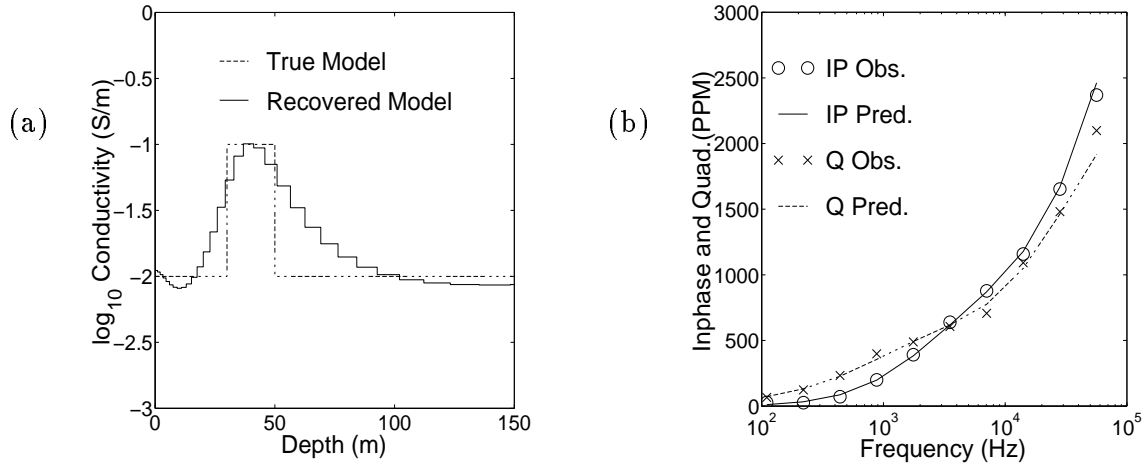 (a)
log10 Conductivity (S/m)
0
−0.5
−1
−1.5
−2
−2.5
−3
True Model
Recovered Model
0
50
100
150
Depth (m)
(b)
Inphase and Quad.(PPM)
3000
2500
2000
1500
1000
500
0
IP Obs.
IP Pred.
Q Obs.
Q Pred.
10^2
10^3
10^4
10^5
Frequency (Hz)